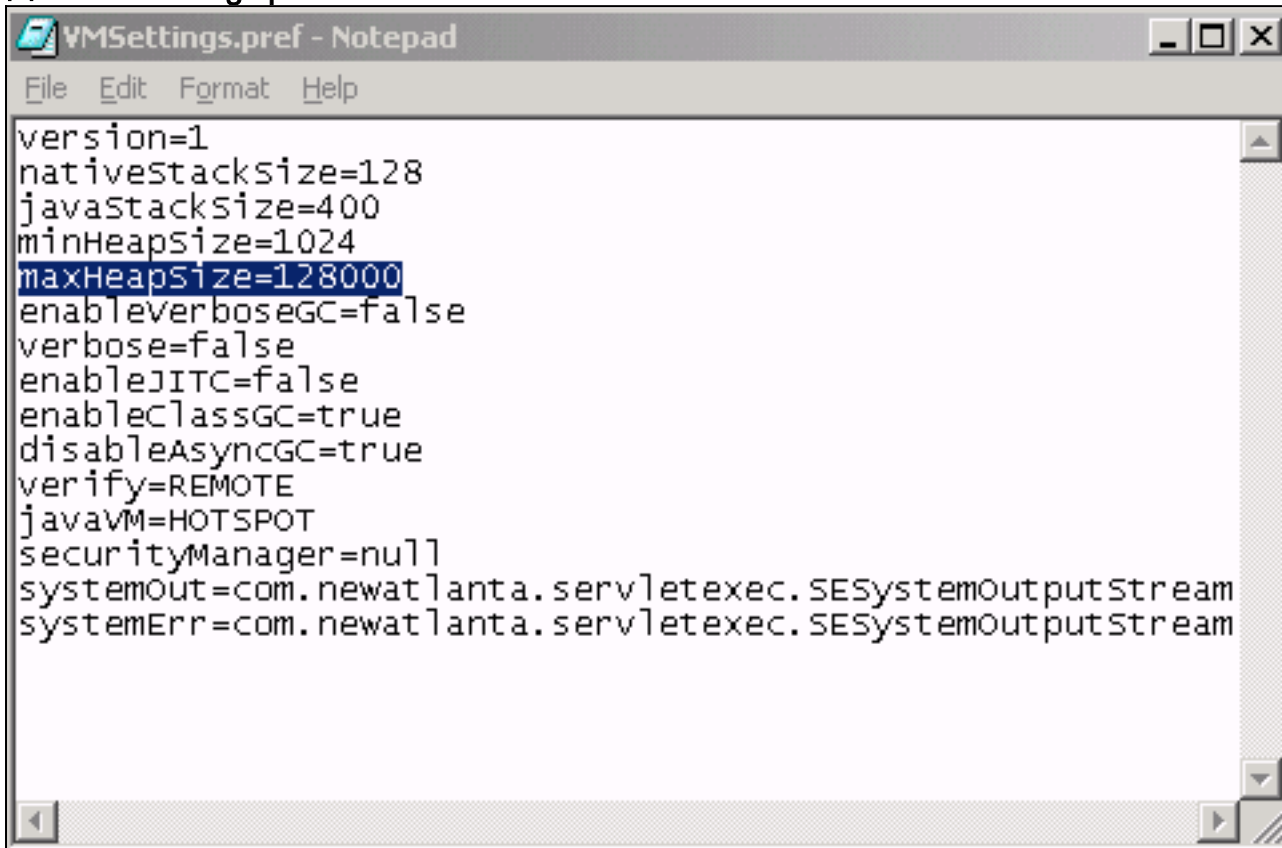 VMSettings.pref - Notepad
File Edit Format Help
version=1
nativeStackSize=128
javaStackSize=400
minHeapSize=1024
maxHeapSize=128000
enableVerboseGC=false
verbose=false
enableJITC=false
enableClassGC=true
disableAsyncGC=true
verify=REMOTE
javaVM=HOTSPOT
securityManager=null
systemOut=com.newatlanta.servletexec.SESystemOutputStream
systemErr=com.newatlanta.servletexec.SESystemOutputStream